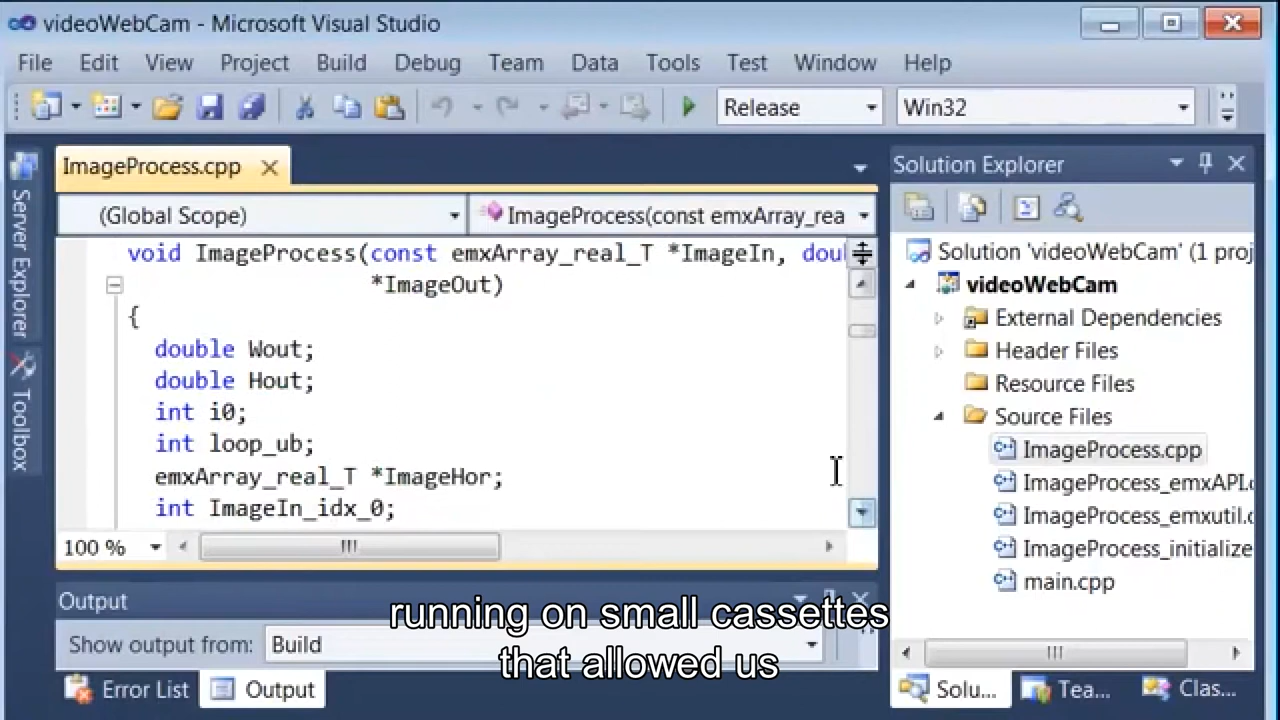 videoWebCam - Microsoft Visual Studio
File Edit View Project Build Debug Team Data Tools Test Window Help
Release Win32
Server Explorer
Toolbox
ImageProcess.cpp
(Global Scope) ImageProcess(const emxArray_rea
void ImageProcess(const emxArray_real_T *ImageIn, doub
*ImageOut)
{
double Wout;
double Hout;
int i0;
int loop_ub;
emxArray_real_T *ImageHor;
int ImageIn_idx_0;
100 %
Output
Show output from: Build
Error List Output
Solution Explorer
Solution 'videoWebCam' (1 proj
videoWebCam
External Dependencies
Header Files
Resource Files
Source Files
ImageProcess.cpp
ImageProcess_emxAPI.c
ImageProcess_emxutil.c
ImageProcess_initialize
main.cpp
Solu... Tea... Clas...
running on small cassettes
that allowed us